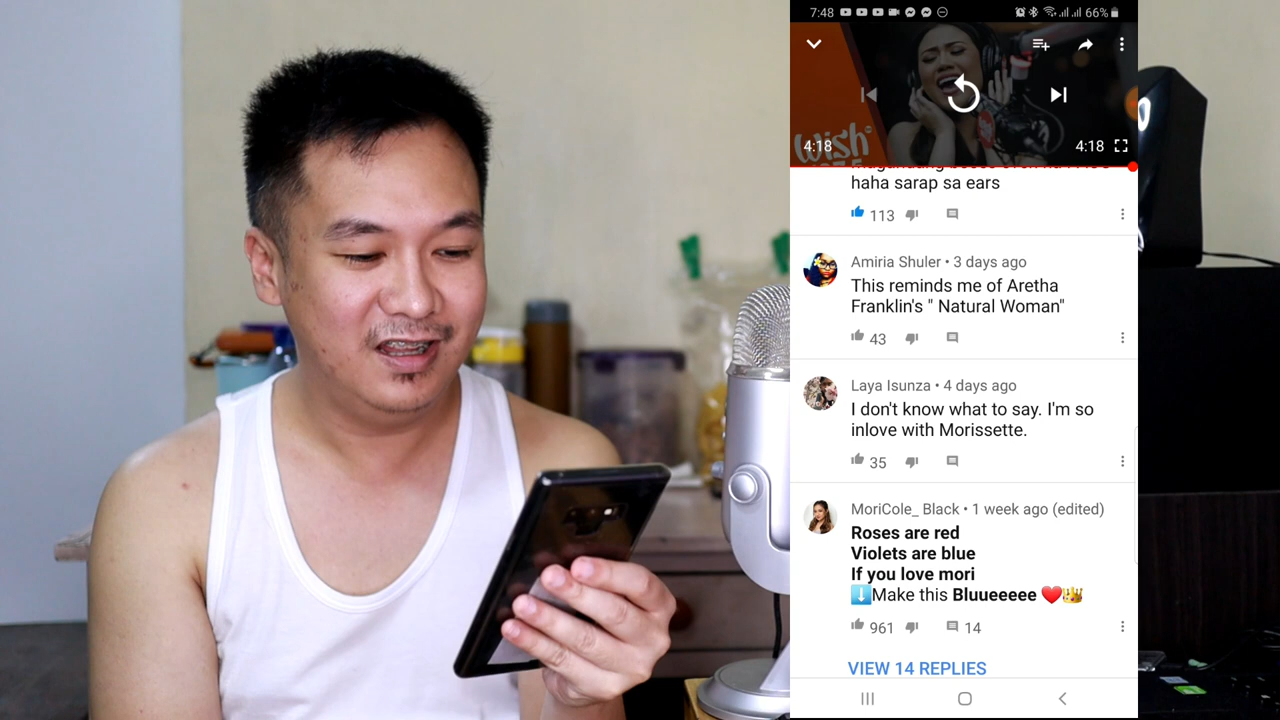 7:48
66%
wish
4:18
4:18
haha sarap sa ears
113
Amiria Shuler • 3 days ago
This reminds me of Aretha
Franklin's " Natural Woman"
43
Laya Isunza • 4 days ago
I don't know what to say. I'm so
inlove with Morissette.
35
MoriCole_ Black • 1 week ago (edited)
Roses are red
Violets are blue
If you love mori
⬇️Make this Bluueeeee ❤️👑
961
14
VIEW 14 REPLIES